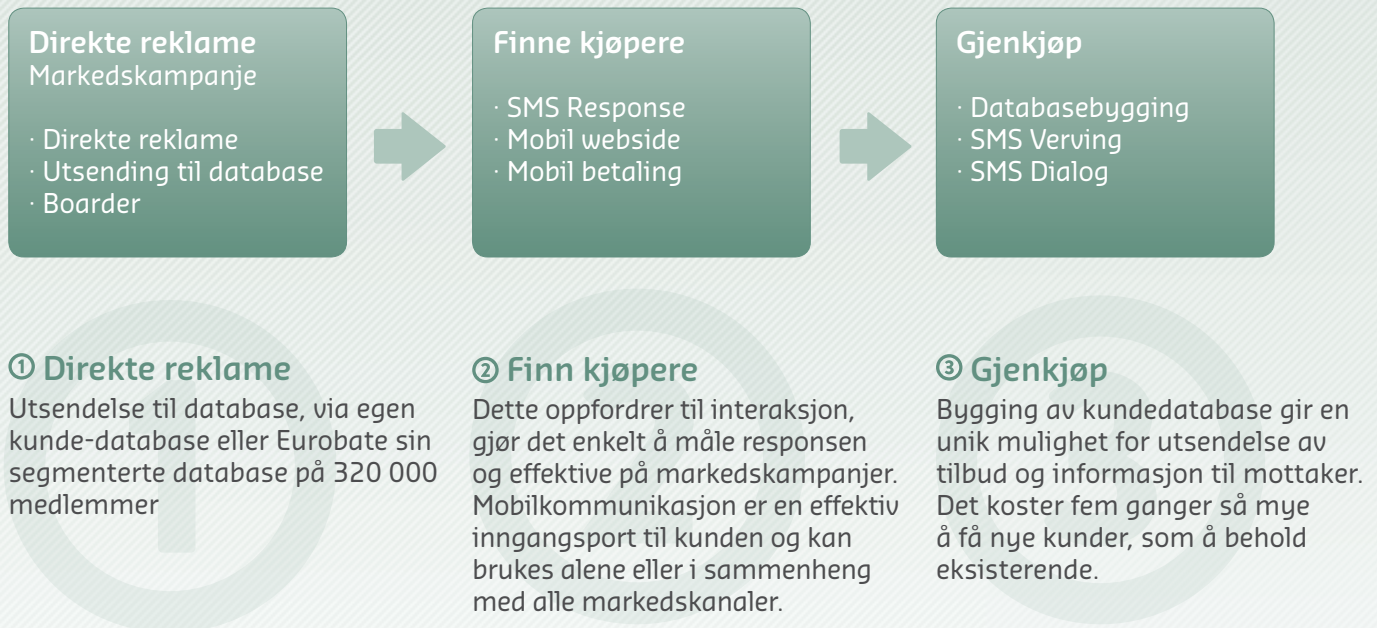 Direkte reklame
Markedskampanje
· Direkte reklame
· Utsending til database
· Boarder
Finne kjøpere
· SMS Response
· Mobil webside
· Mobil betaling
Gjenkjøp
· Databasebygging
· SMS Verving
· SMS Dialog
① Direkte reklame
Utsendelse til database, via egen
kunde-database eller Eurobate sin
segmenterte database på 320 000
medlemmer
② Finn kjøpere
Dette oppfordrer til interaksjon,
gjør det enkelt å måle responsen
og effektive på markedskampanjer.
Mobilkommunikasjon er en effektiv
inngangsport til kunden og kan
brukes alene eller i sammenheng
med alle markedskanaler.
③ Gjenkjøp
Bygging av kundedatabase gir en
unik mulighet for utsendelse av
tilbud og informasjon til mottaker.
Det koster fem ganger så mye
å få nye kunder, som å behold
eksisterende.